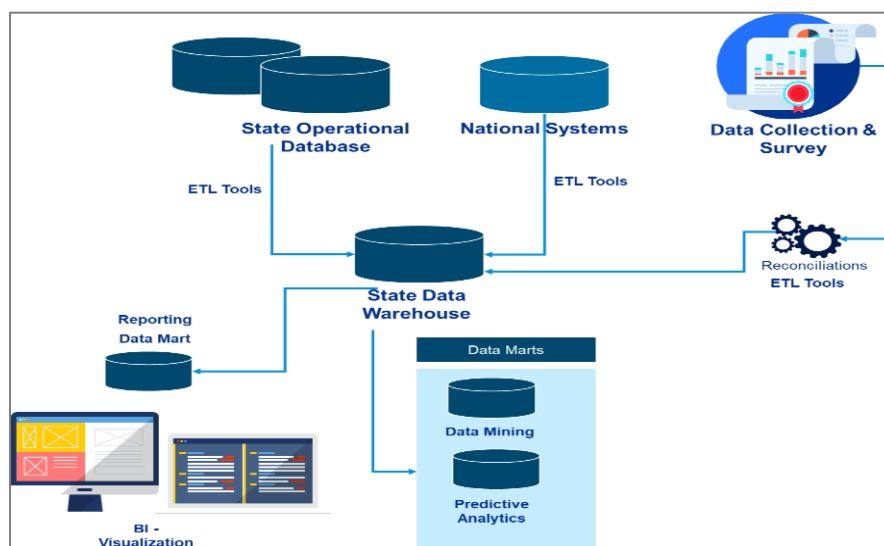 State Operational
Database
National Systems
Data Collection &
Survey
ETL Tools
ETL Tools
Reconciliations
ETL Tools
State Data
Warehouse
Reporting
Data Mart
Data Marts
Data Mining
Predictive
Analytics
BI -
Visualization